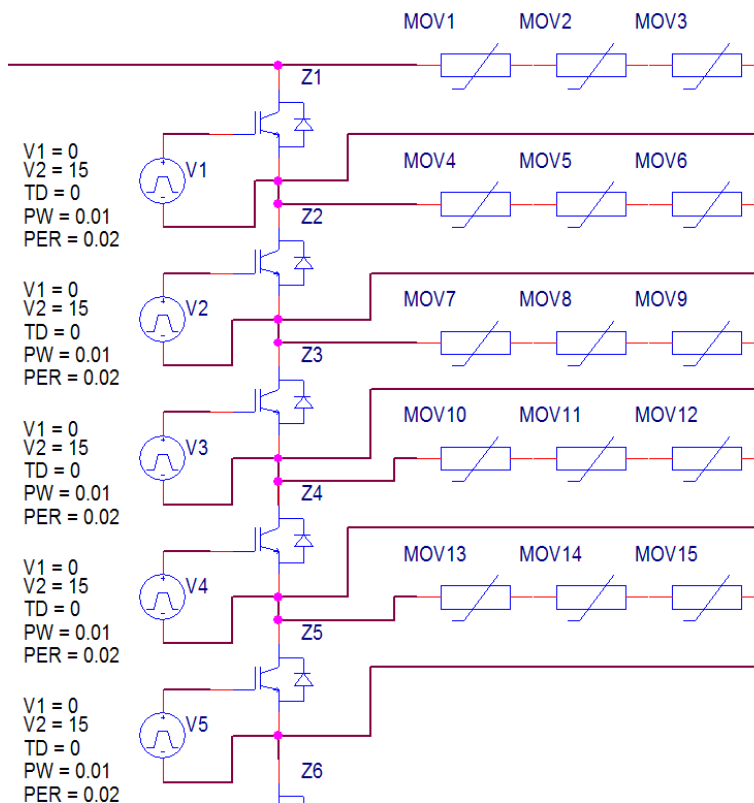 MOV1 MOV2 MOV3
Z1
V1 = 0
V2 = 15
TD = 0
PW = 0.01
PER = 0.02
V1
MOV4 MOV5 MOV6
Z2
V1 = 0
V2 = 15
TD = 0
PW = 0.01
PER = 0.02
V2
MOV7 MOV8 MOV9
Z3
V1 = 0
V2 = 15
TD = 0
PW = 0.01
PER = 0.02
V3
MOV10 MOV11 MOV12
Z4
V1 = 0
V2 = 15
TD = 0
PW = 0.01
PER = 0.02
V4
MOV13 MOV14 MOV15
Z5
V1 = 0
V2 = 15
TD = 0
PW = 0.01
PER = 0.02
V5
Z6